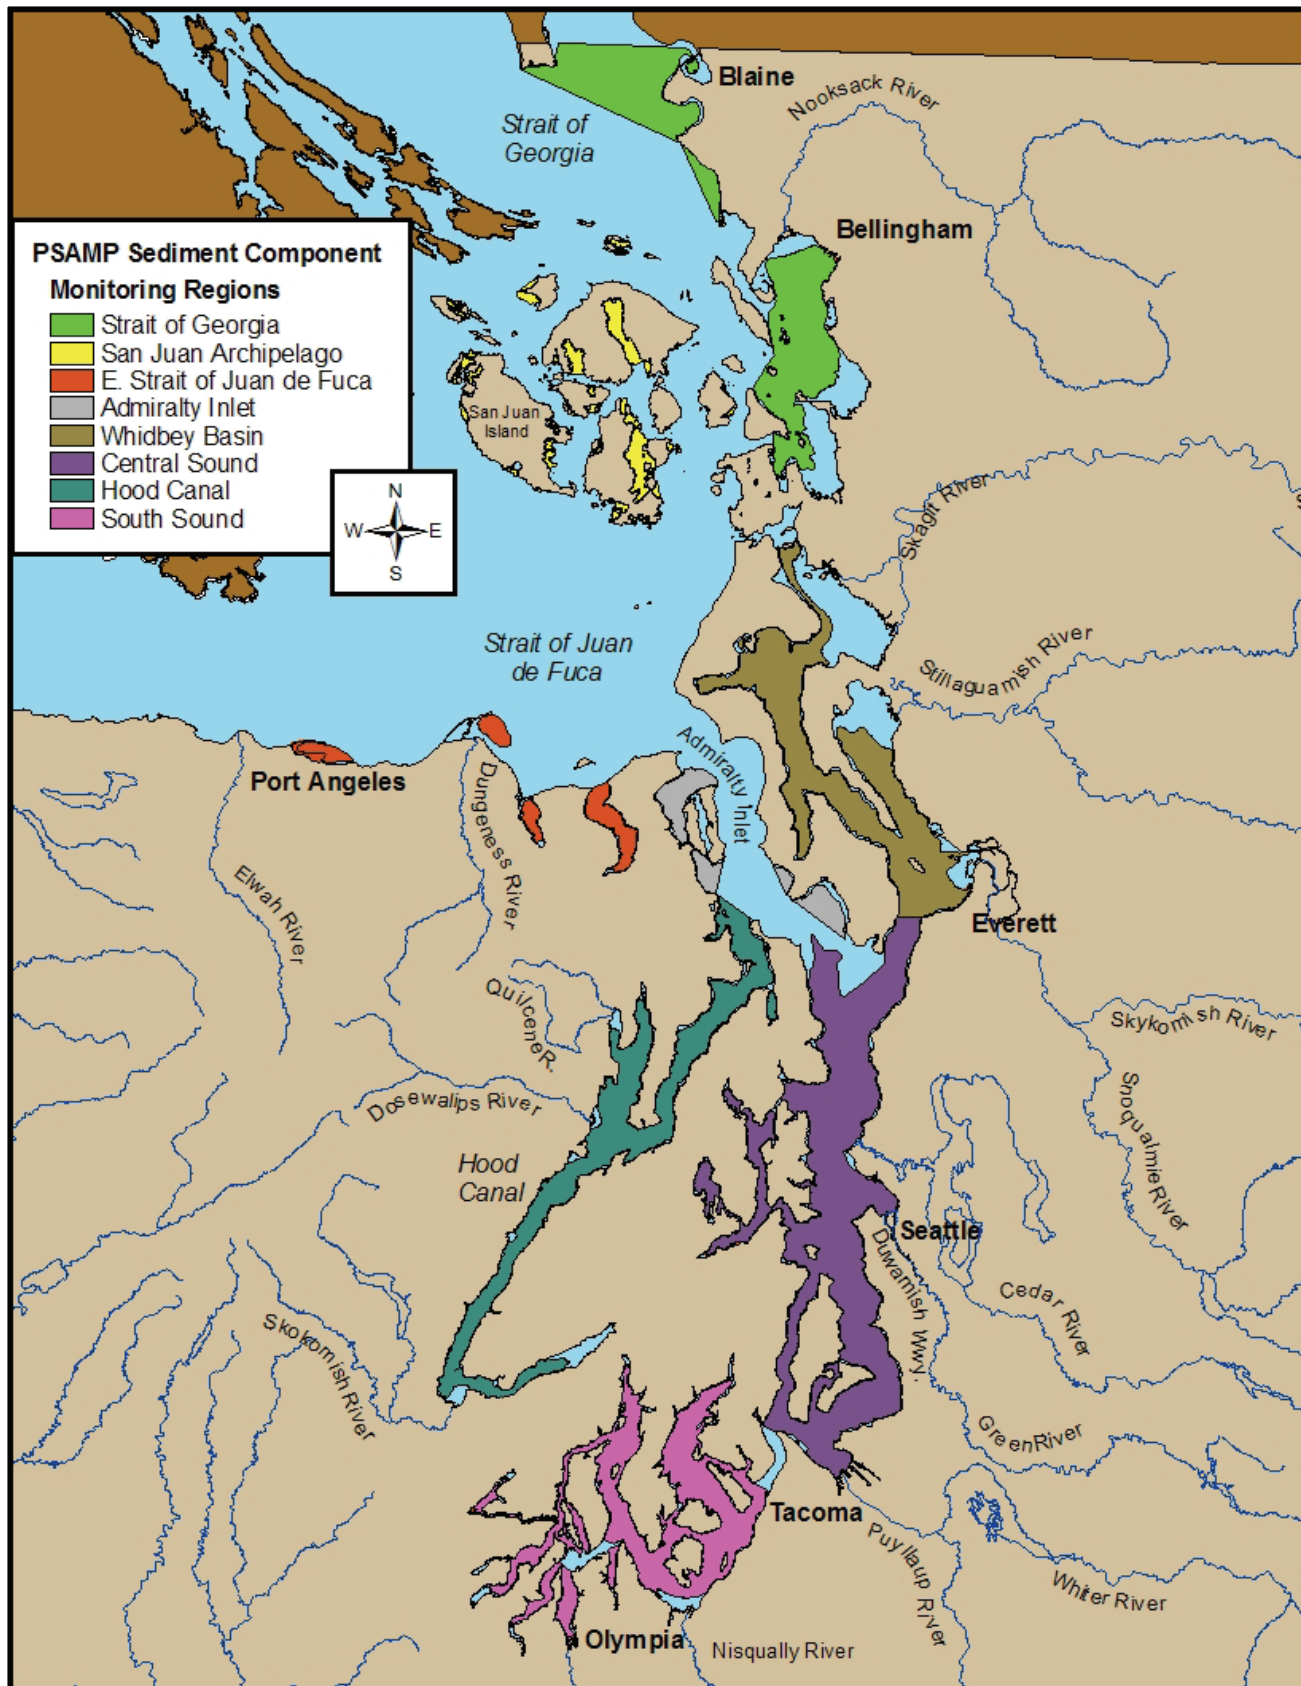 Blaine
Nooksack River
Strait of
Georgia
Bellingham
PSAMP Sediment Component
Monitoring Regions
Strait of Georgia
San Juan Archipelago
E. Strait of Juan de Fuca
Admiralty Inlet
Whidbey Basin
Central Sound
Hood Canal
South Sound
San Juan
Island
N
W
E
S
Skagit River
Strait of Juan
de Fuca
Stillaguamish River
Admiralty Inlet
Port Angeles
Dungeness River
Elwah River
Everett
Quilcene R.
Skykomish River
Dosewalips River
Snoqualmie River
Hood
Canal
Seattle
Duwamish Wwy.
Cedar River
Skokomish River
Green River
Tacoma
Puyllaup River
Whiter River
Olympia
Nisqually River